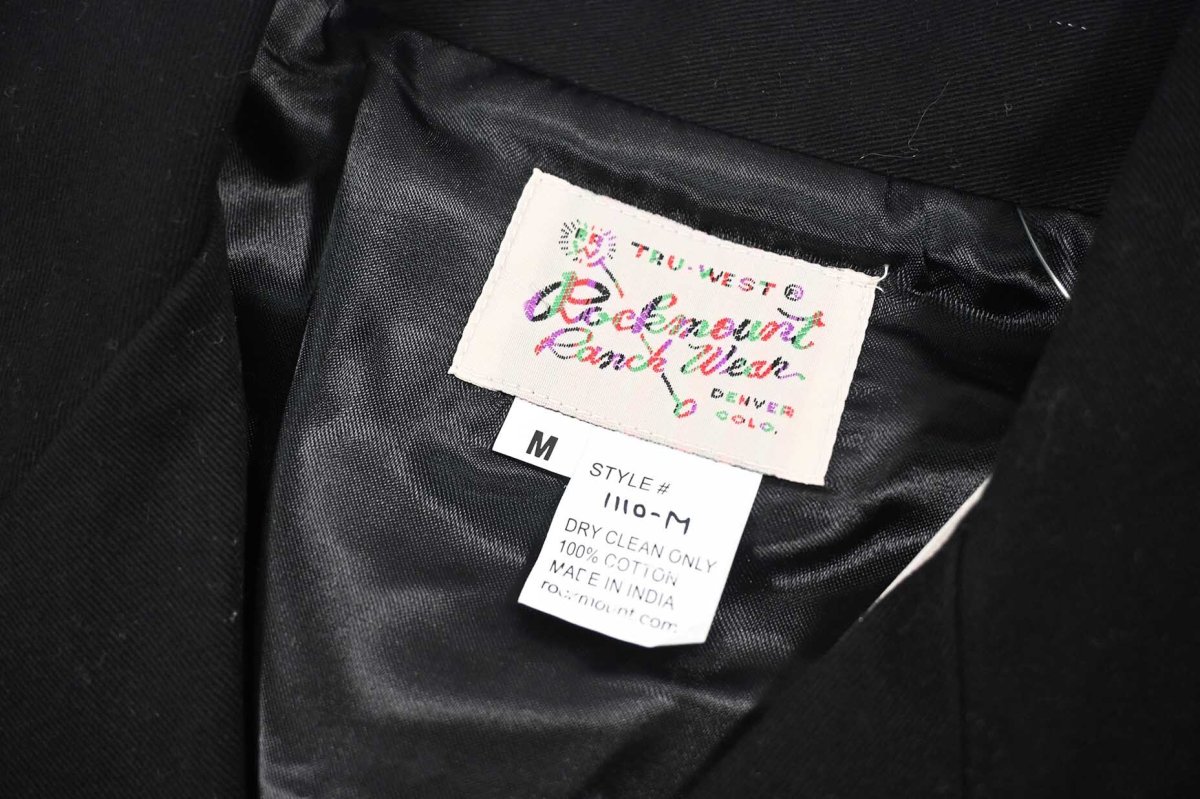 RR
W
TRU-WEST®
Rockmount
Ranch Wear
DENVER
COLO.
M
STYLE #
1110-M
DRY CLEAN ONLY
100% COTTON
MADE IN INDIA
rockmount.com